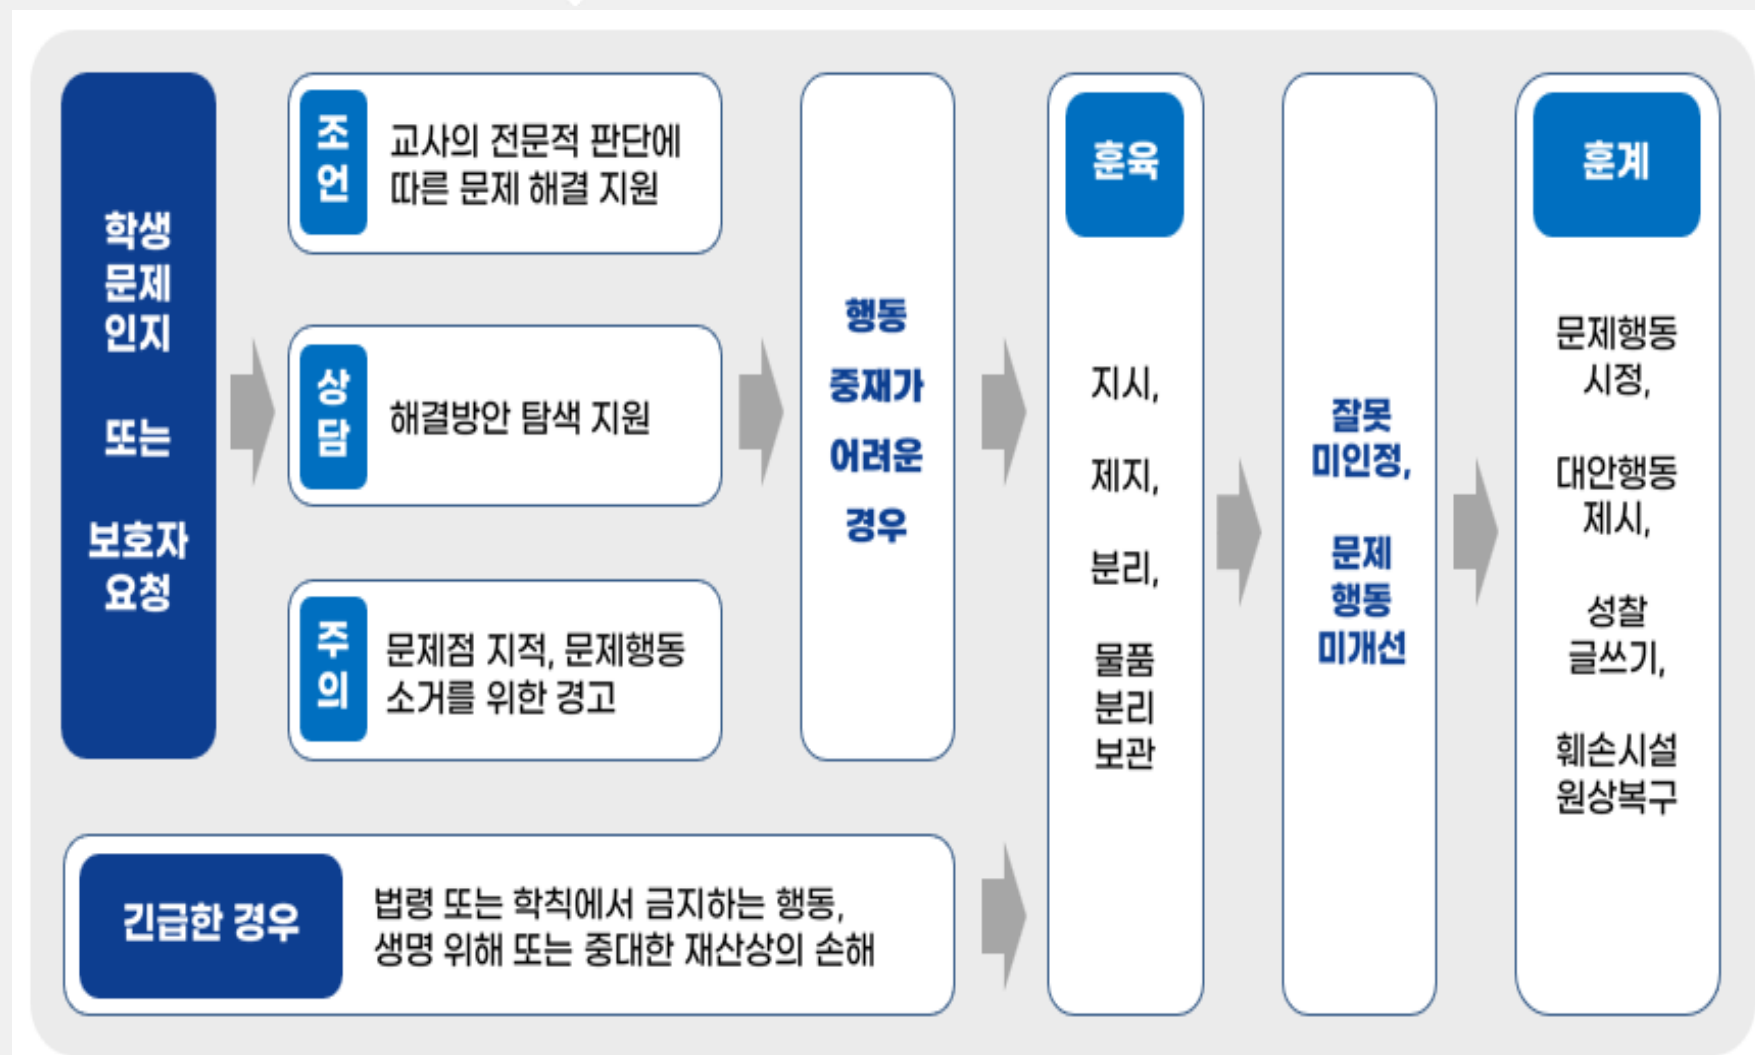 학생
문제
인지
또는
보호자
요청
조
언
교사의 전문적 판단에
따른 문제 해결 지원
상
담
해결방안 탐색 지원
주
의
문제점 지적, 문제행동
소거를 위한 경고
행동
중재가
어려운
경우
긴급한 경우
법령 또는 학칙에서 금지하는 행동,
생명 위해 또는 중대한 재산상의 손해
훈육
지시,
제지,
분리,
물품
분리
보관
잘못
미인정,
문제
행동
미개선
훈계
문제행동
시정,
대안행동
제시,
성찰
글쓰기,
훼손시설
원상복구